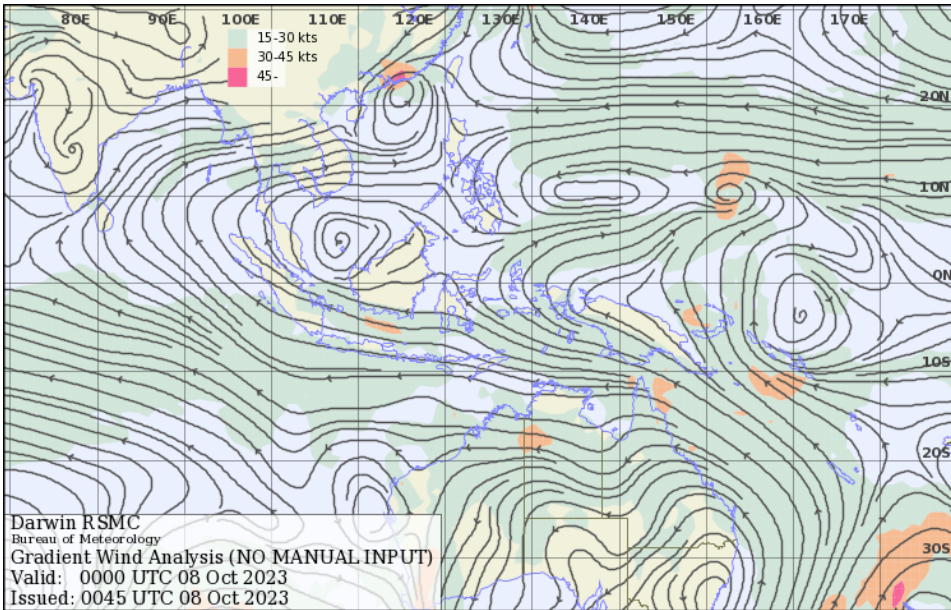 80E 90E 100E 110E 120E 130E 140E 150E 160E 170E
15-30 kts
30-45 kts
45-
20N
10N
0N
10S
20S
30S
Darwin RSMC
Bureau of Meteorology
Gradient Wind Analysis (NO MANUAL INPUT)
Valid: 0000 UTC 08 Oct 2023
Issued: 0045 UTC 08 Oct 2023